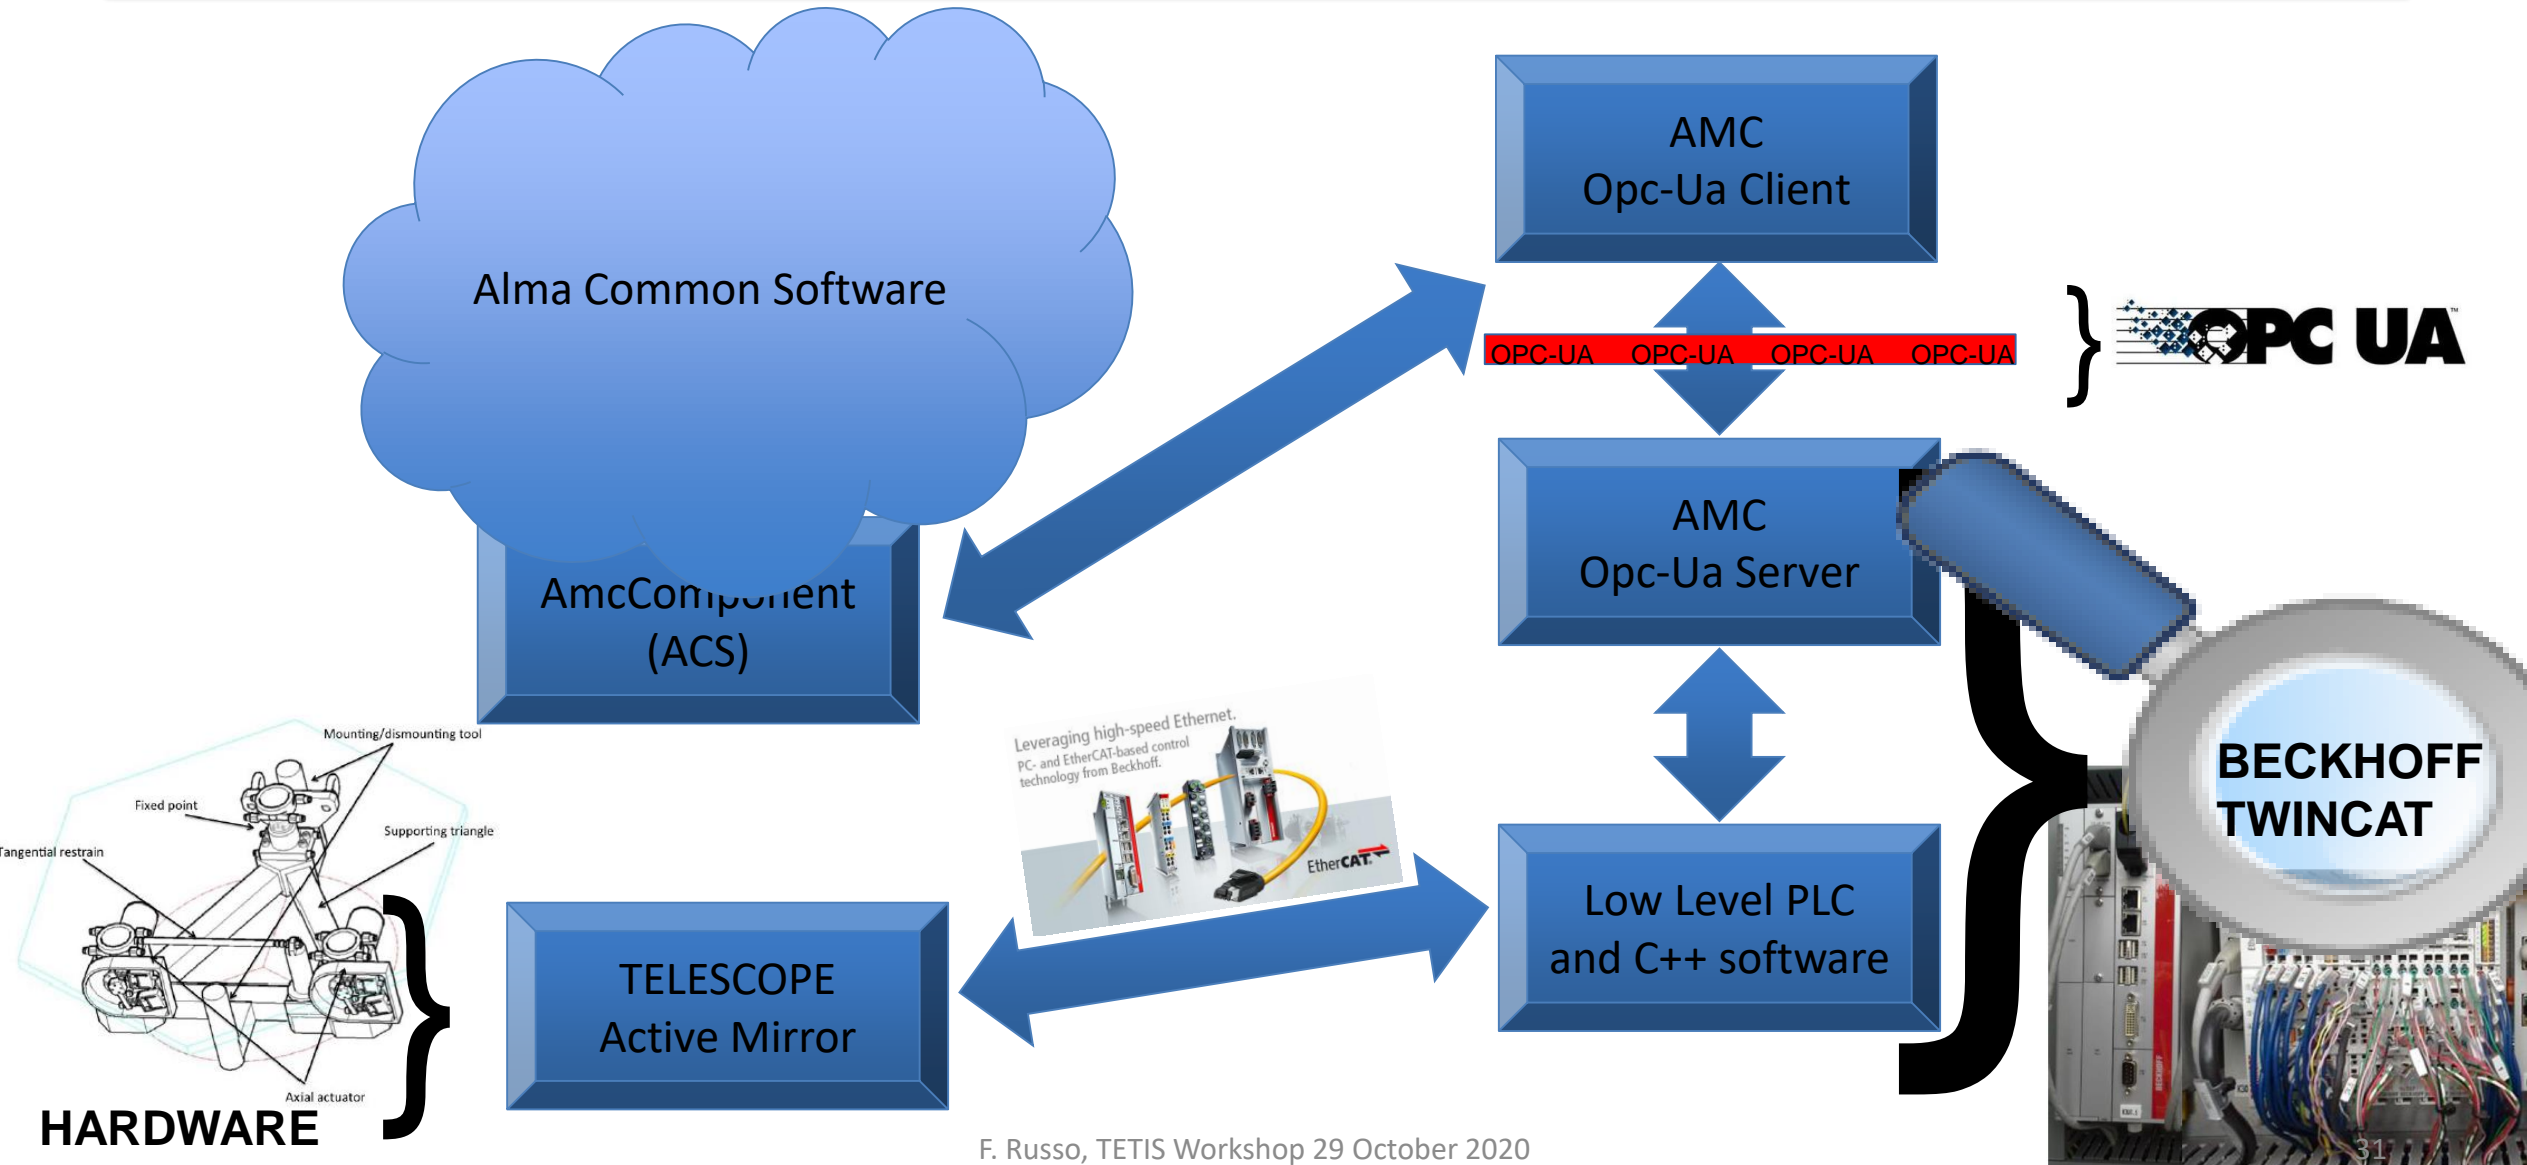 Alma Common Software
AmcComponent
(ACS)
AMC
Opc-Ua Client
OPC-UA OPC-UA OPC-UA OPC-UA
OPC UA
AMC
Opc-Ua Server
BECKHOFF
TWINCAT
Low Level PLC
and C++ software
Leveraging high-speed Ethernet.
PC- and EtherCAT-based control
technology from Beckhoff.
EtherCAT
TELESCOPE
Active Mirror
Mounting/dismounting tool
Fixed point
Supporting triangle
Tangential restrain
Axial actuator
HARDWARE
BECKHOFF
F. Russo, TETIS Workshop 29 October 2020
31